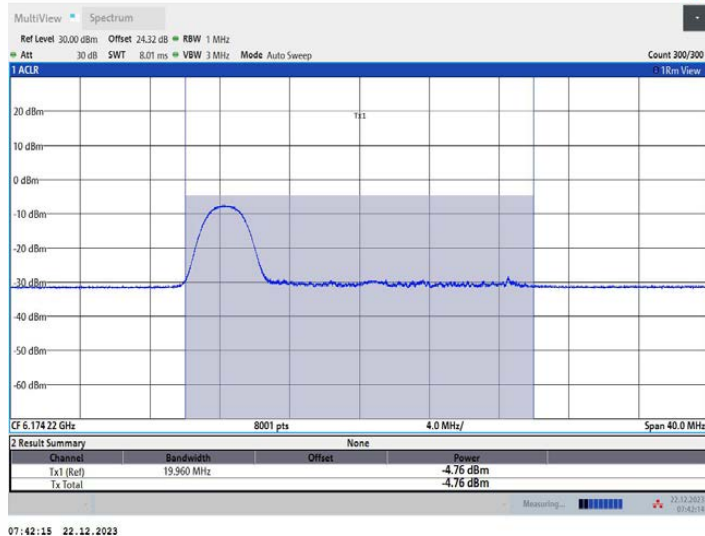 MultiView Spectrum
Ref Level 30.00 dBm Offset 24.32 dB RBW 1 MHz
Att 30 dB SWT 8.01 ms VBW 3 MHz Mode Auto Sweep Count 300/300
1 ACLR 1Rm View
Tx1
20 dBm
10 dBm
0 dBm
-10 dBm
-20 dBm
-30 dBm
-40 dBm
-50 dBm
-60 dBm
CF 6.174 22 GHz 8001 pts 4.0 MHz/ Span 40.0 MHz
2 Result Summary None
Channel Bandwidth Offset Power
Tx1 (Ref) 19.960 MHz -4.76 dBm
Tx Total -4.76 dBm
Measuring... 22.12.2023
07:42:14
07:42:15 22.12.2023